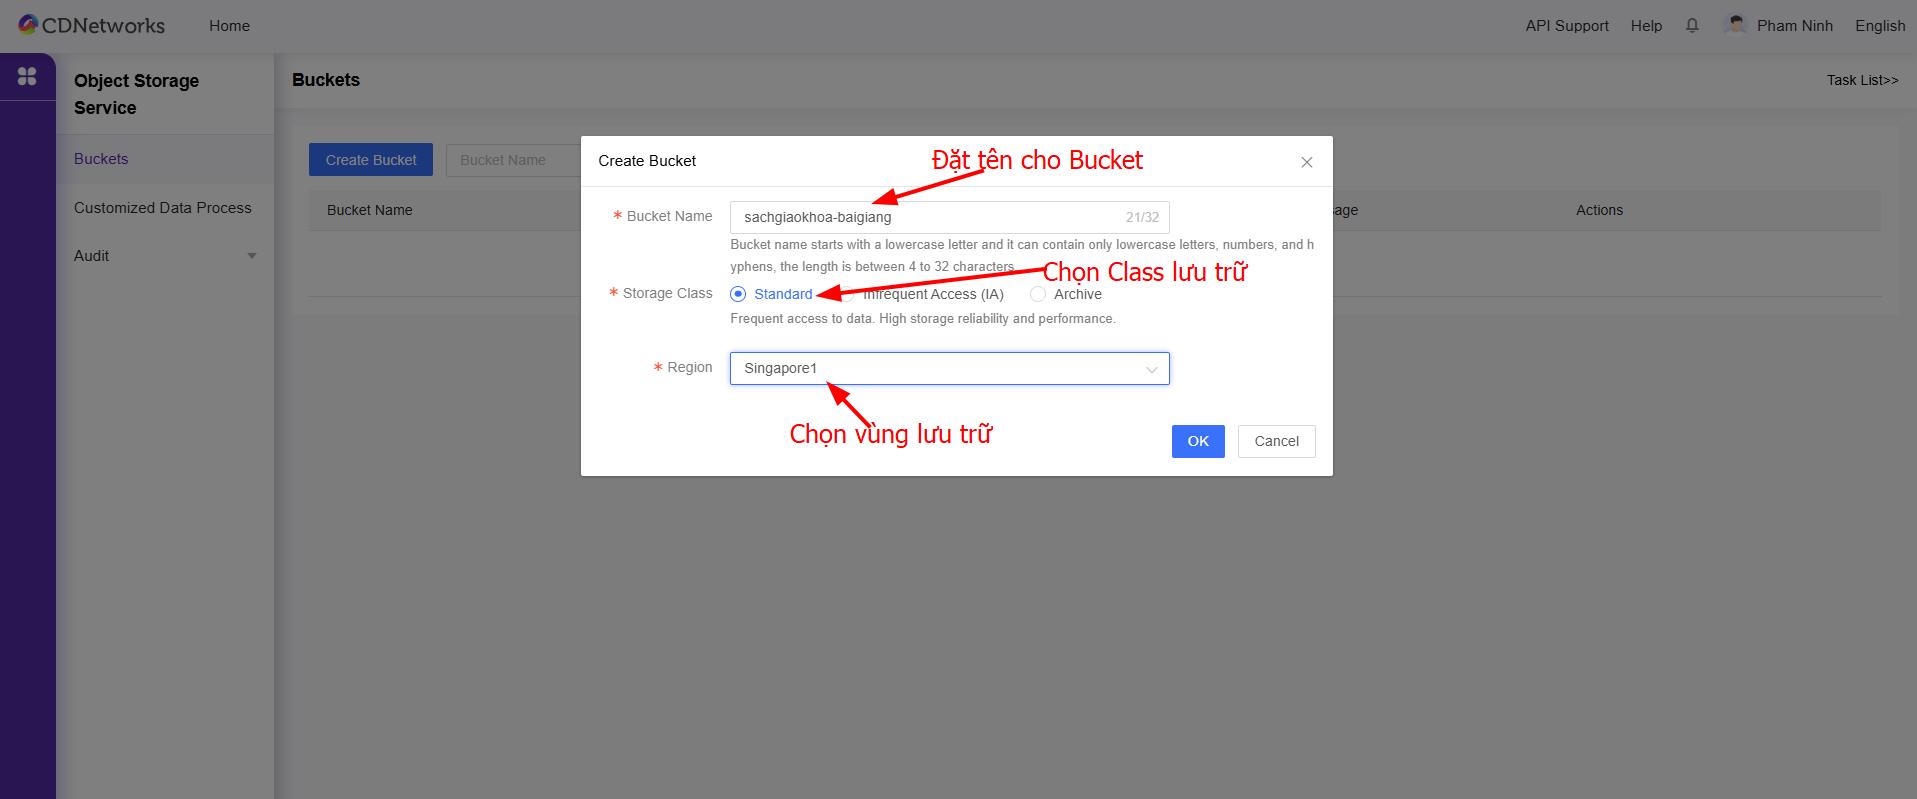 CDNetworks
Home
API Support
Help
Pham Ninh
English
Object Storage
Service
Buckets
Task List>>
Buckets
Customized Data Process
Audit
Create Bucket
Bucket Name
Bucket Name
sage
Actions
Create Bucket
Đặt tên cho Bucket
* Bucket Name
sachgiaokhoa-baigiang
21/32
Bucket name starts with a lowercase letter and it can contain only lowercase letters, numbers, and h
yphens, the length is between 4 to 32 characters
Chọn Class lưu trữ
* Storage Class
Standard
Infrequent Access (IA)
Archive
Frequent access to data. High storage reliability and performance.
* Region
Singapore1
Chọn vùng lưu trữ
OK
Cancel